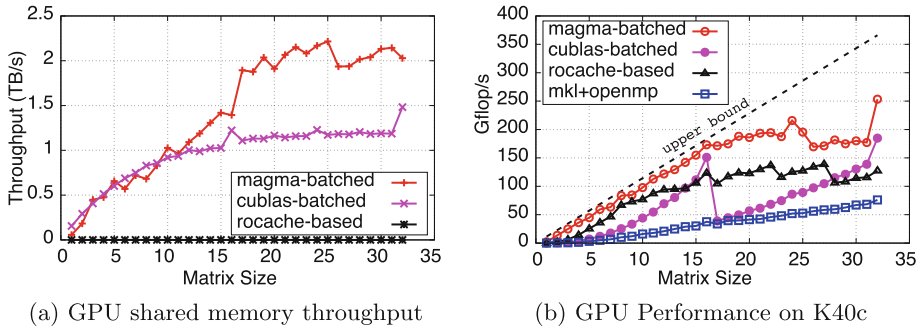 2.5
2
1.5
1
0.5
0
Throughput (TB/s)
magma-batched
cublas-batched
rocache-based
0 5 10 15 20 25 30 35
Matrix Size
(a) GPU shared memory throughput
400
350
300
250
200
150
100
50
0
Gflop/s
magma-batched
cublas-batched
rocache-based
mkl+openmp
upper bound
0 5 10 15 20 25 30 35
Matrix Size
(b) GPU Performance on K40c